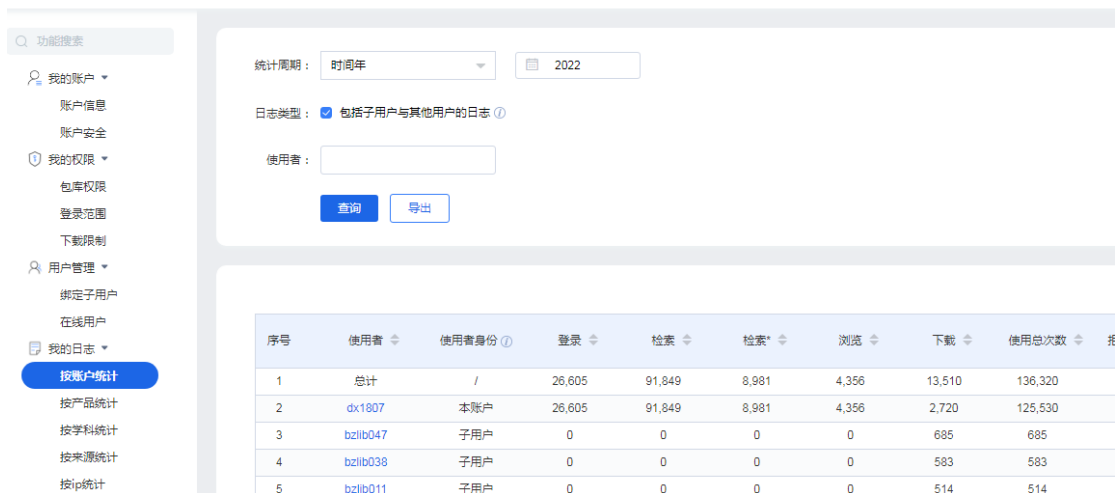 功能搜索
我的账户
账户信息
账户安全
我的权限
包库权限
登录范围
下载限制
用户管理
绑定子用户
在线用户
我的日志
按账户统计
按产品统计
按学科统计
按来源统计
按ip统计
统计周期： 时间年 2022
日志类型： 包括子用户与其他用户的日志
使用者：
查询 导出
序号 使用者 使用者身份 登录 检索 检索* 浏览 下载 使用总次数
1 总计 / 26,605 91,849 8,981 4,356 13,510 136,320
2 dx1807 本账户 26,605 91,849 8,981 4,356 2,720 125,530
3 bzlib047 子用户 0 0 0 0 685 685
4 bzlib038 子用户 0 0 0 0 583 583
5 bzlib011 子用户 0 0 0 0 514 514